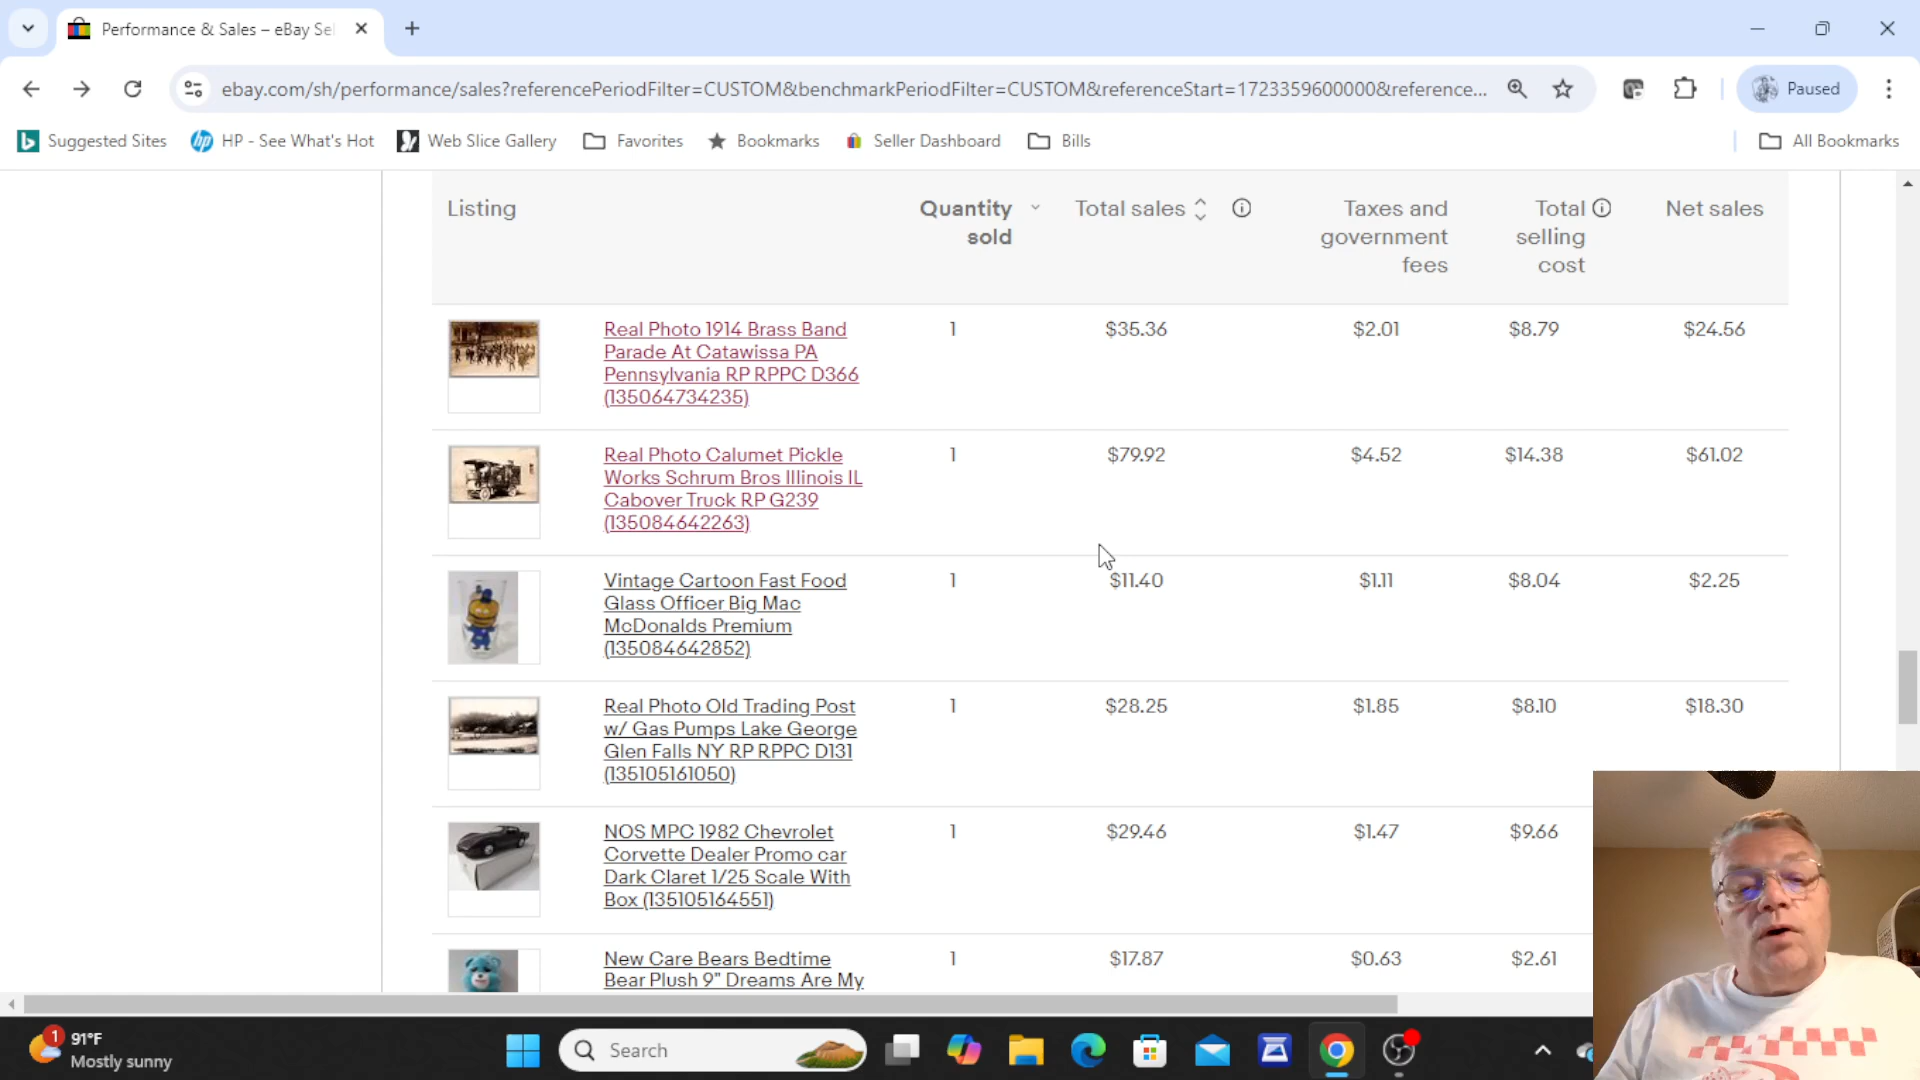 Performance & Sales – eBay Sel
ebay.com/sh/performance/sales?referencePeriodFilter=CUSTOM&benchmarkPeriodFilter=CUSTOM&referenceStart=1723359600000&reference...
Paused
Suggested Sites
HP - See What's Hot
Web Slice Gallery
Favorites
Bookmarks
Seller Dashboard
Bills
All Bookmarks
Listing
Quantity sold
Total sales
Taxes and government fees
Total selling cost
Net sales
Real Photo 1914 Brass Band 1 $35.36 $2.01 $8.79 $24.56
Parade At Catawissa PA
Pennsylvania RP RPPC D366
(135064734235)
Real Photo Calumet Pickle 1 $79.92 $4.52 $14.38 $61.02
Works Schrum Bros Illinois IL
Cabover Truck RP G239
(135084642263)
Vintage Cartoon Fast Food 1 $11.40 $1.11 $8.04 $2.25
Glass Officer Big Mac
McDonalds Premium
(135084642852)
Real Photo Old Trading Post 1 $28.25 $1.85 $8.10 $18.30
w/ Gas Pumps Lake George
Glen Falls NY RP RPPC D131
(135105161050)
NOS MPC 1982 Chevrolet 1 $29.46 $1.47 $9.66
Corvette Dealer Promo car
Dark Claret 1/25 Scale With
Box (135105164551)
New Care Bears Bedtime 1 $17.87 $0.63 $2.61
Bear Plush 9" Dreams Are My
1
91°F
Mostly sunny
Search